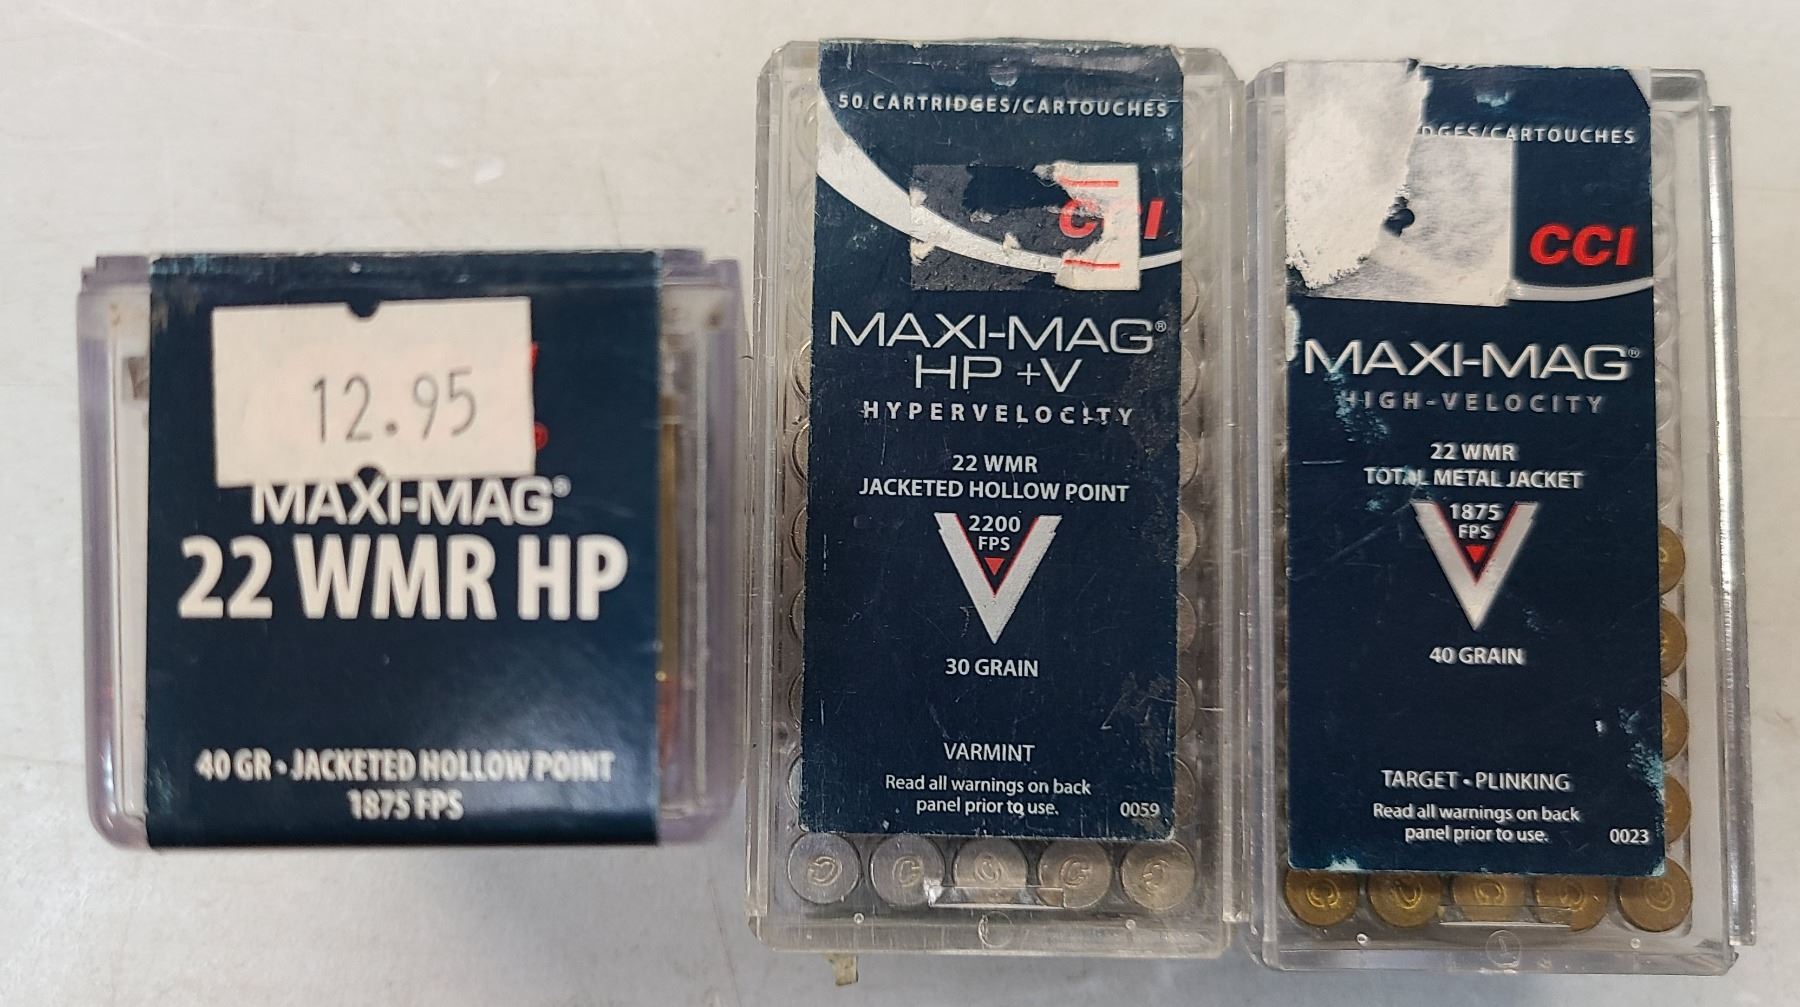 12.95
MAXI-MAG®
22 WMR HP
40 GR • JACKETED HOLLOW POINT
1875 FPS
50 CARTRIDGES/CARTOUCHES
CCI
MAXI-MAG®
HP +V
HYPERVELOCITY
22 WMR
JACKETED HOLLOW POINT
2200
FPS
30 GRAIN
VARMINT
Read all warnings on back
panel prior to use.
0059
/CARTOUCHES
CCI
MAXI-MAG®
HIGH-VELOCITY
22 WMR
TOTAL METAL JACKET
1875
FPS
40 GRAIN
TARGET • PLINKING
Read all warnings on back
panel prior to use.
0023
C C C C C
C C C C C